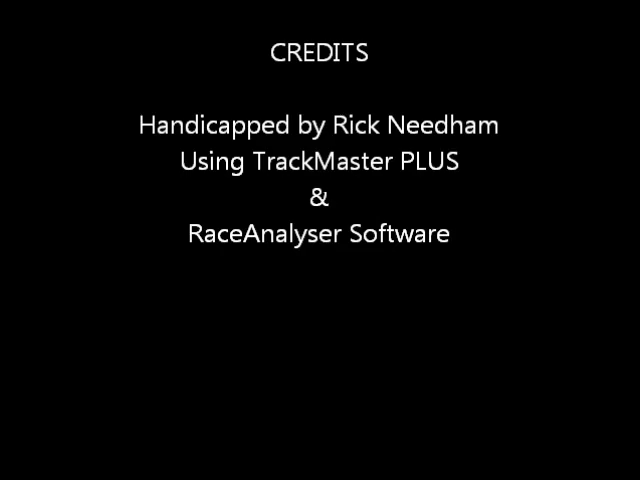 CREDITS
Handicapped by Rick Needham
Using TrackMaster PLUS
&
RaceAnalyser Software